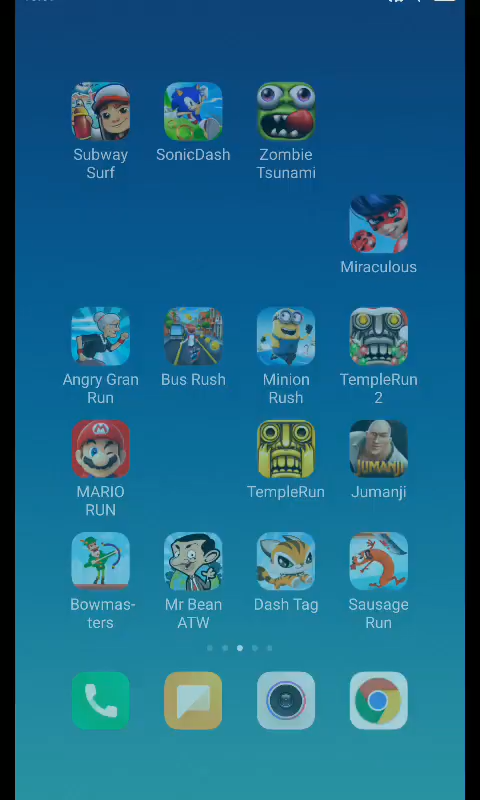 Subway
Surf
SonicDash
Zombie
Tsunami
Miraculous
Angry Gran
Run
Bus Rush
Minion
Rush
TempleRun
2
MARIO
RUN
TempleRun
JUMANJI
Jumanji
Bowmas-
ters
Mr Bean
ATW
Dash Tag
Sausage
Run